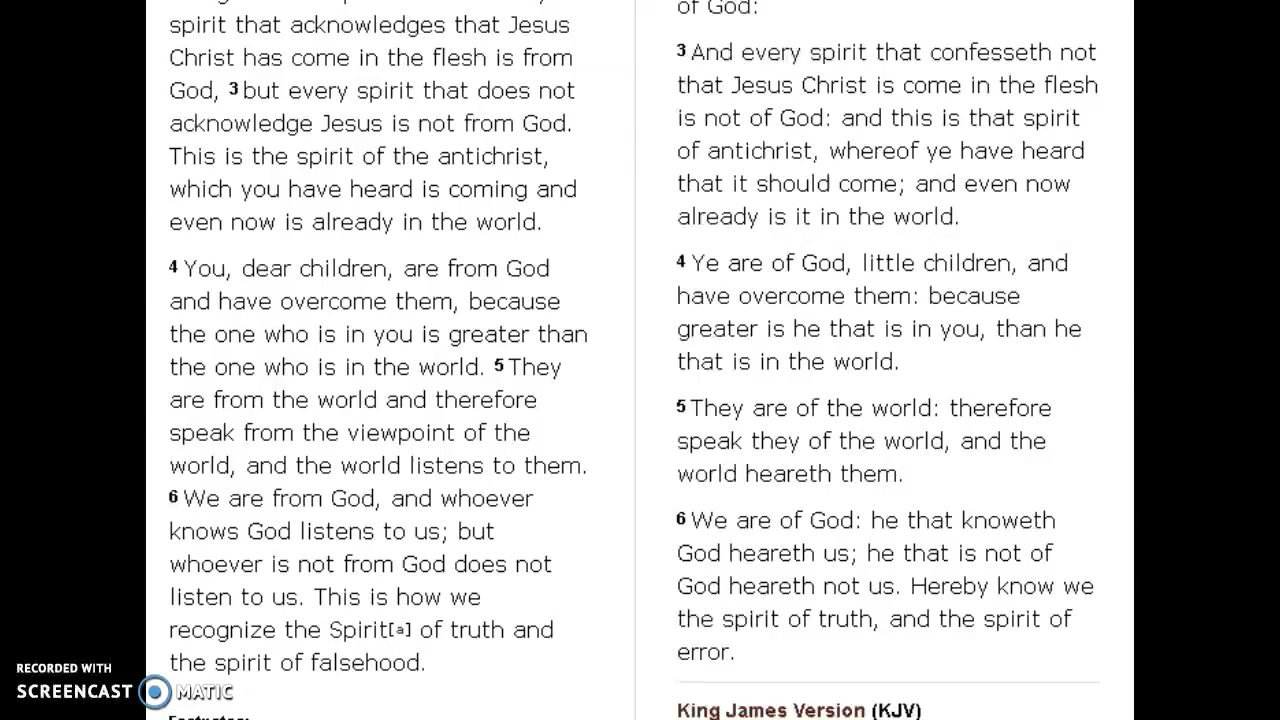 spirit that acknowledges that Jesus
Christ has come in the flesh is from
God, 3 but every spirit that does not
acknowledge Jesus is not from God.
This is the spirit of the antichrist,
which you have heard is coming and
even now is already in the world.
4 You, dear children, are from God
and have overcome them, because
the one who is in you is greater than
the one who is in the world. 5 They
are from the world and therefore
speak from the viewpoint of the
world, and the world listens to them.
6 We are from God, and whoever
knows God listens to us; but
whoever is not from God does not
listen to us. This is how we
recognize the Spirit[a] of truth and
the spirit of falsehood.
of God:
3 And every spirit that confesseth not
that Jesus Christ is come in the flesh
is not of God: and this is that spirit
of antichrist, whereof ye have heard
that it should come; and even now
already is it in the world.
4 Ye are of God, little children, and
have overcome them: because
greater is he that is in you, than he
that is in the world.
5 They are of the world: therefore
speak they of the world, and the
world heareth them.
6 We are of God: he that knoweth
God heareth us; he that is not of
God heareth not us. Hereby know we
the spirit of truth, and the spirit of
error.
King James Version (KJV)
RECORDED WITH
SCREENCAST MATIC